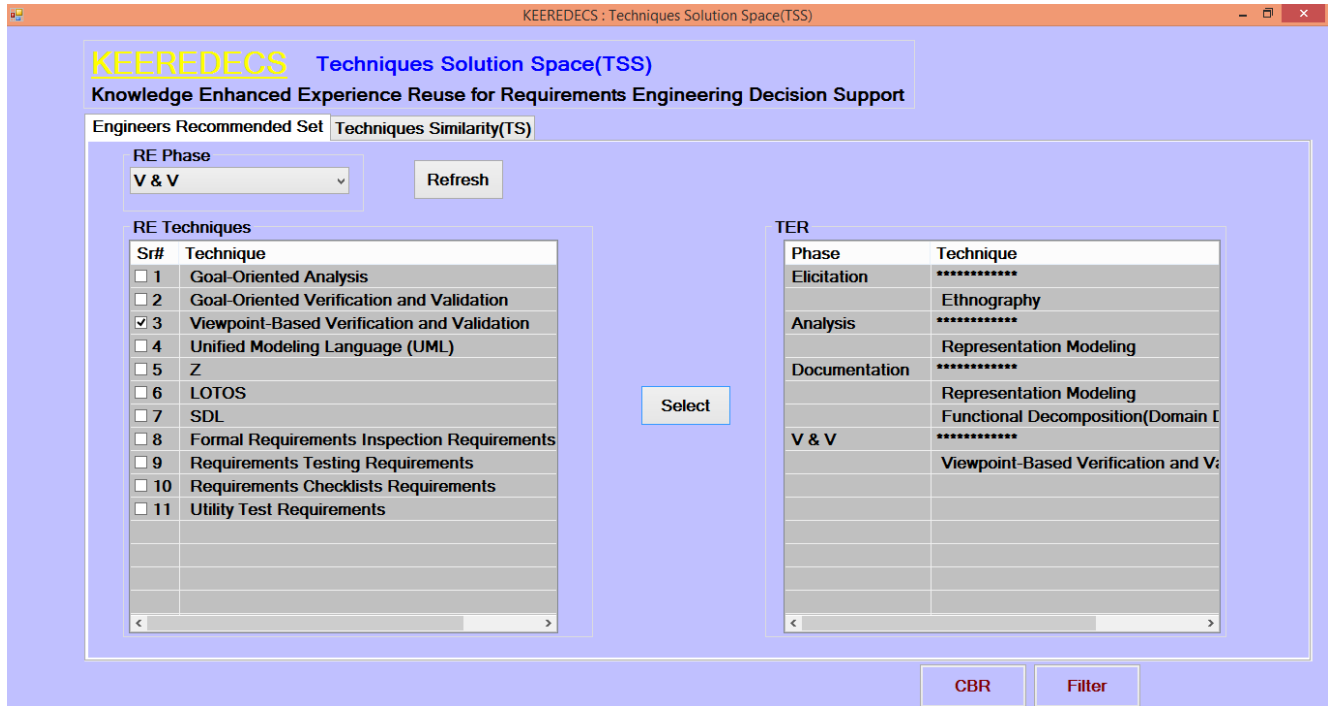 KEEREDECS : Techniques Solution Space(TSS)
KEEREDECS Techniques Solution Space(TSS)
Knowledge Enhanced Experience Reuse for Requirements Engineering Decision Support
Engineers Recommended Set Techniques Similarity(TS)
RE Phase
V & V
Refresh
RE Techniques
Sr# Technique
1 Goal-Oriented Analysis
2 Goal-Oriented Verification and Validation
3 Viewpoint-Based Verification and Validation
4 Unified Modeling Language (UML)
5 Z
6 LOTOS
7 SDL
8 Formal Requirements Inspection Requirements
9 Requirements Testing Requirements
10 Requirements Checklists Requirements
11 Utility Test Requirements
Select
TER
Phase Technique
Elicitation ************
Ethnography
Analysis ************
Representation Modeling
Documentation ************
Representation Modeling
Functional Decomposition(Domain
V & V ************
Viewpoint-Based Verification and
CBR Filter